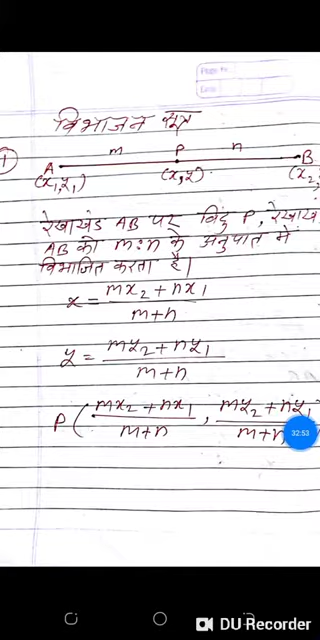 विभाजन सूत्र
1
m P n
A B
(x1, y1) (x, y) (x2,
रेखाखंड AB पर बिंदु P, रेखाखं
AB को m:n के अनुपात में
विभाजित करता है।
x = mx2 + nx1 / m+n
y = my2 + ny1 / m+n
P ( mx2 + nx1 / m+n , my2 + ny1 / m+n
32:53
DU Recorder